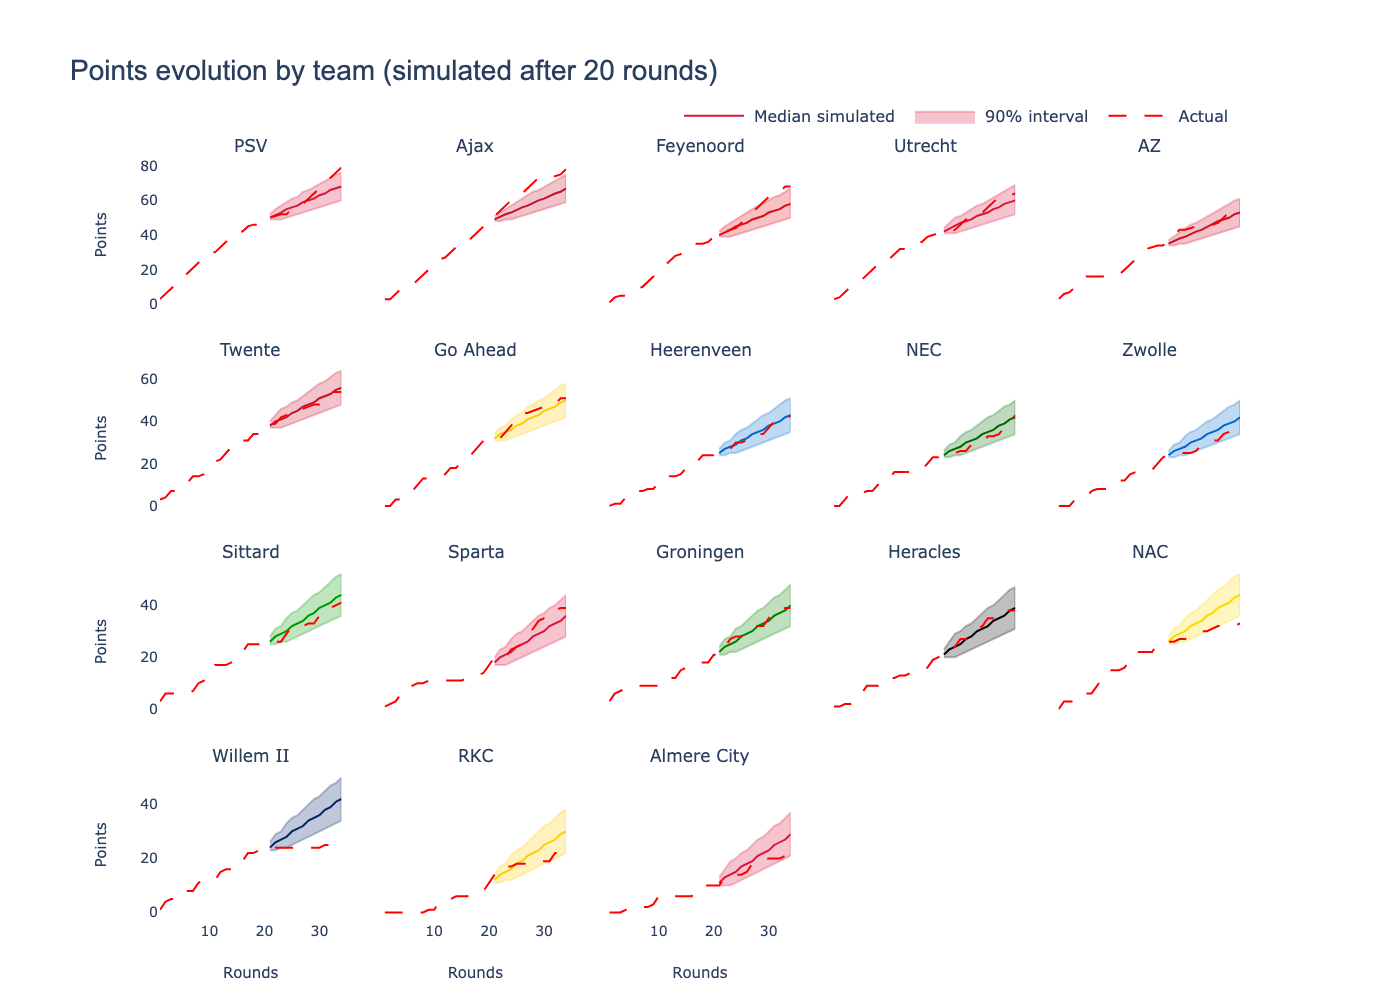 Points evolution by team (simulated after 20 rounds)
Median simulated 90% interval Actual
PSV Ajax Feyenoord Utrecht AZ
80
60
40
20
0
Points
Twente Go Ahead Heerenveen NEC Zwolle
60
40
20
0
Points
Sittard Sparta Groningen Heracles NAC
40
20
0
Points
Willem II RKC Almere City
40
20
0
Points
10 20 30 10 20 30 10 20 30
Rounds Rounds Rounds